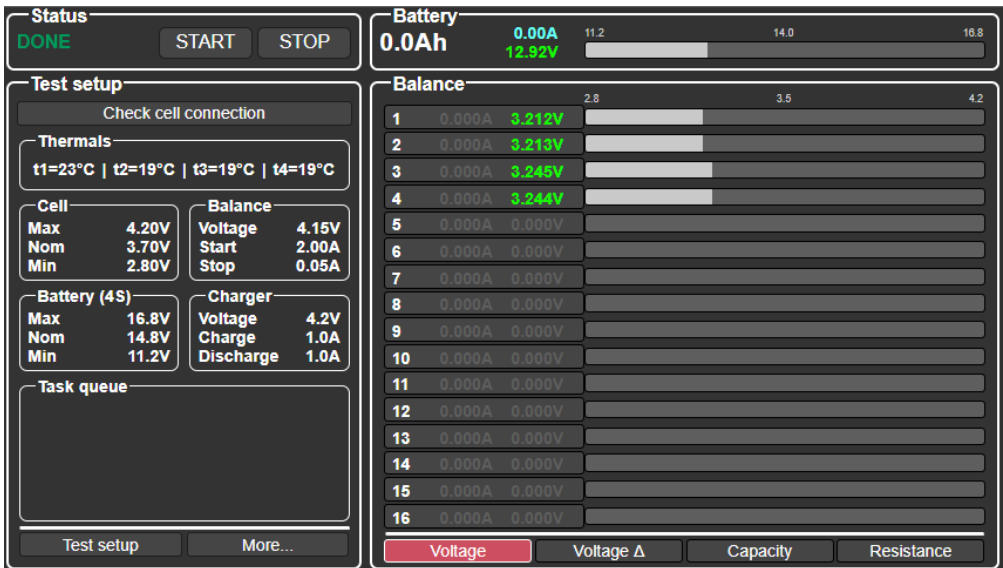 Status
DONE START STOP
Battery
0.0Ah 0.00A 12.92V
11.2 14.0 16.8
Test setup
Check cell connection
Thermals
t1=23°C | t2=19°C | t3=19°C | t4=19°C
Cell
Max 4.20V
Nom 3.70V
Min 2.80V
Balance
Voltage 4.15V
Start 2.00A
Stop 0.05A
Battery (4S)
Max 16.8V
Nom 14.8V
Min 11.2V
Charger
Voltage 4.2V
Charge 1.0A
Discharge 1.0A
Task queue
Test setup More...
Balance
2.8 3.5 4.2
1 0.000A 3.212V
2 0.000A 3.213V
3 0.000A 3.245V
4 0.000A 3.244V
5 0.000A 0.000V
6 0.000A 0.000V
7 0.000A 0.000V
8 0.000A 0.000V
9 0.000A 0.000V
10 0.000A 0.000V
11 0.000A 0.000V
12 0.000A 0.000V
13 0.000A 0.000V
14 0.000A 0.000V
15 0.000A 0.000V
16 0.000A 0.000V
Voltage Voltage Δ Capacity Resistance